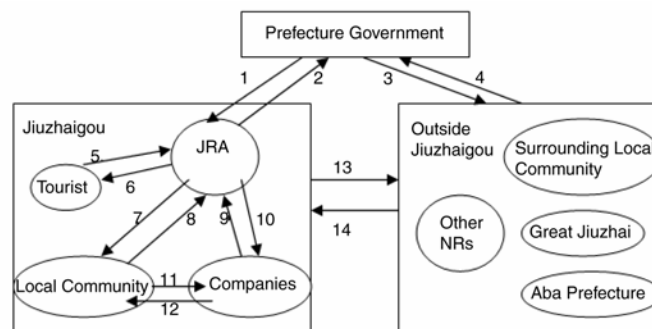 Prefecture Government
1
2
3
4
Jiuzhaigou
JRA
5.
6
Tourist
7
8
9
10
Local Community
11
12
Companies
13
14
Outside
Jiuzhaigou
Surrounding Local
Community
Other
NRs
Great Jiuzhai
Aba Prefecture